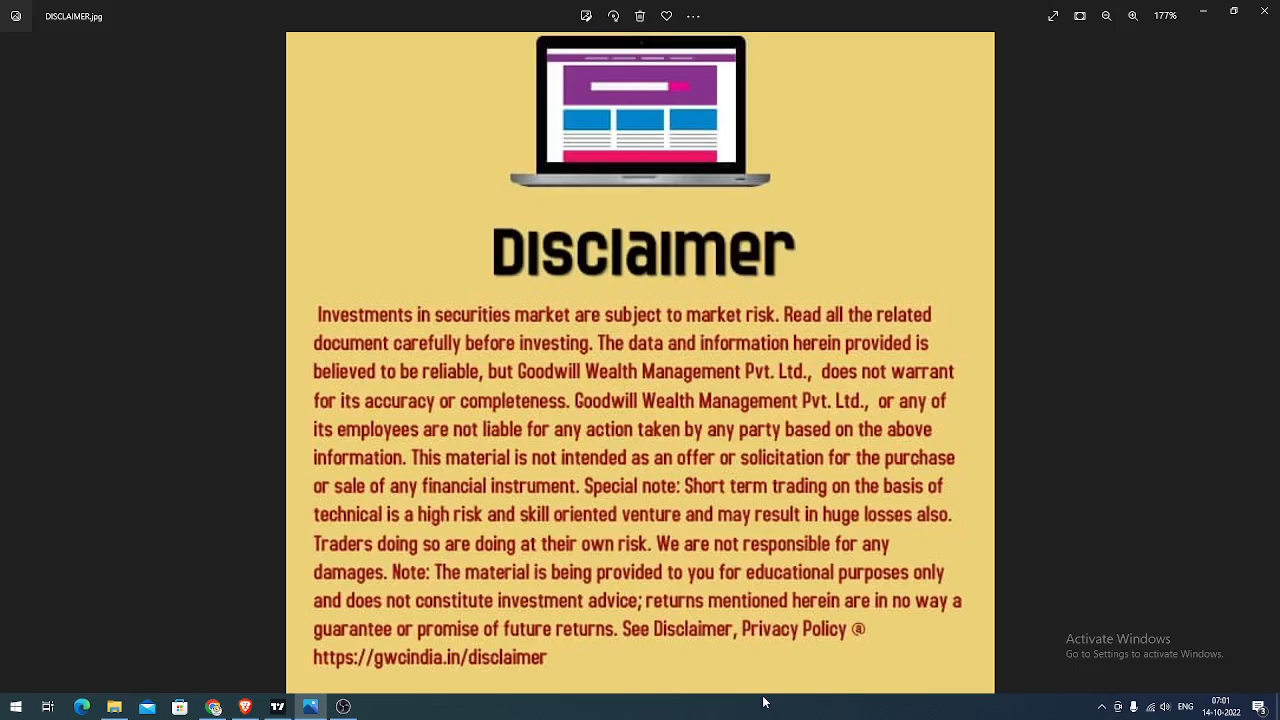 DISCLAIMER.jpg
171%
Disclaimer
Investments in securities market are subject to market risk. Read all the related
document carefully before investing. The data and information herein provided is
believed to be reliable, but Goodwill Wealth Management Pvt. Ltd., does not warrant
for its accuracy or completeness. Goodwill Wealth Management Pvt. Ltd., or any of
its employees are not liable for any action taken by any party based on the above
information. This material is not intended as an offer or solicitation for the purchase
or sale of any financial instrument. Special note: Short term trading on the basis of
technical is a high risk and skill oriented venture and may result in huge losses also.
Traders doing so are doing at their own risk. We are not responsible for any
damages. Note: The material is being provided to you for educational purposes only
and does not constitute investment advice; returns mentioned herein are in no way a
guarantee or promise of future returns. See Disclaimer, Privacy Policy @
https://gwcindia.in/disclaimer
Activate Windows
Go to Settings to activate Windows.
07:01
07-10-2022